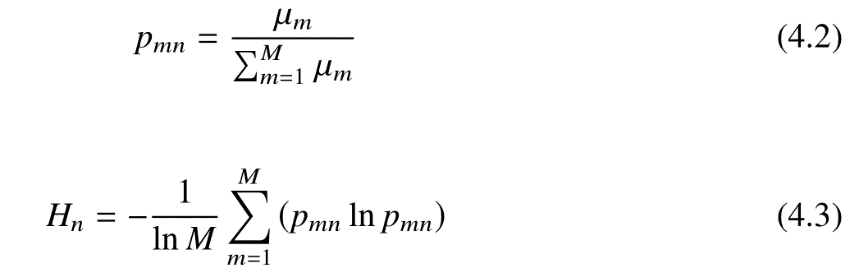 p_{mn} = \frac{\mu_m}{\sum_{m=1}^{M} \mu_m} (4.2)
H_n = -\frac{1}{\ln M} \sum_{m=1}^{M} (p_{mn} \ln p_{mn}) (4.3)